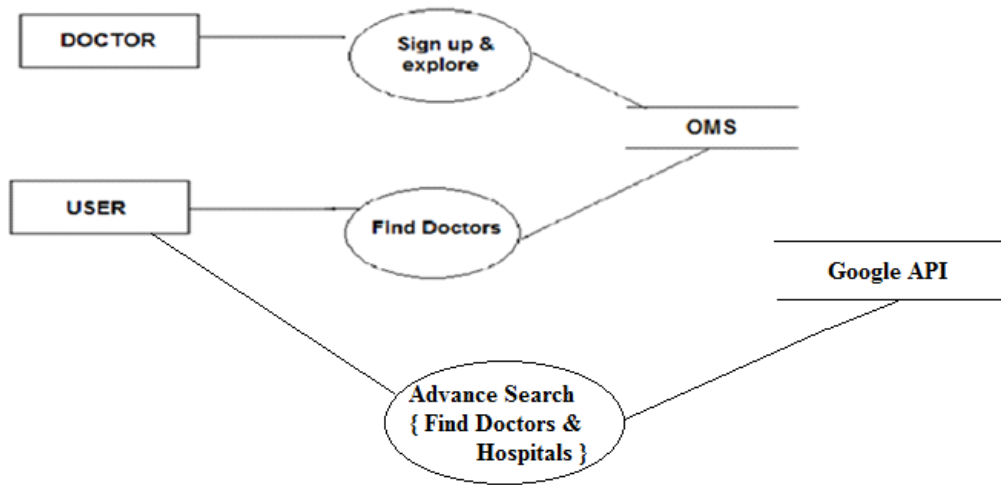 DOCTOR
Sign up &
explore
OMS
USER
Find Doctors
Google API
Advance Search
{ Find Doctors &
Hospitals }